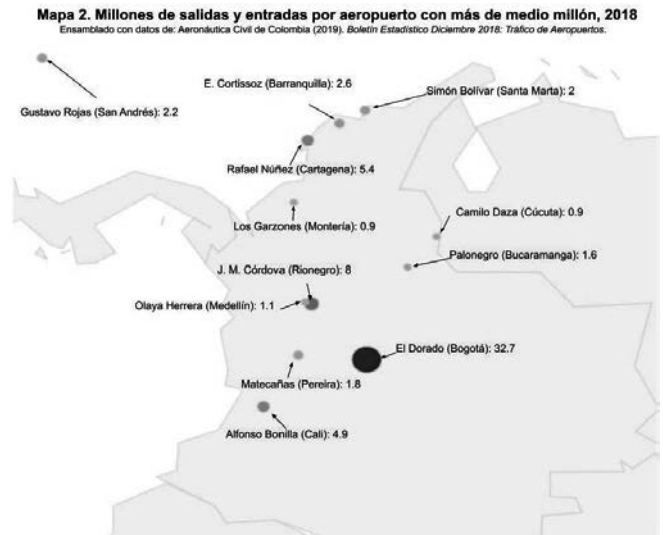 Mapa 2. Millones de salidas y entradas por aeropuerto con más de medio millón, 2018
Ensamblado con datos de: Aeronáutica Civil de Colombia (2019). Boletín Estadístico Diciembre 2018: Tráfico de Aeropuertos.
E. Cortissoz (Barranquilla): 2.6
Simón Bolívar (Santa Marta): 2
Gustavo Rojas (San Andrés): 2.2
Rafael Núñez (Cartagena): 5.4
Camilo Daza (Cúcuta): 0.9
Los Garzones (Montería): 0.9
Palonegro (Bucaramanga): 1.6
J. M. Córdova (Rionegro): 8
Olaya Herrera (Medellín): 1.1
El Dorado (Bogotá): 32.7
Matecañas (Pereira): 1.8
Alfonso Bonilla (Cali): 4.9